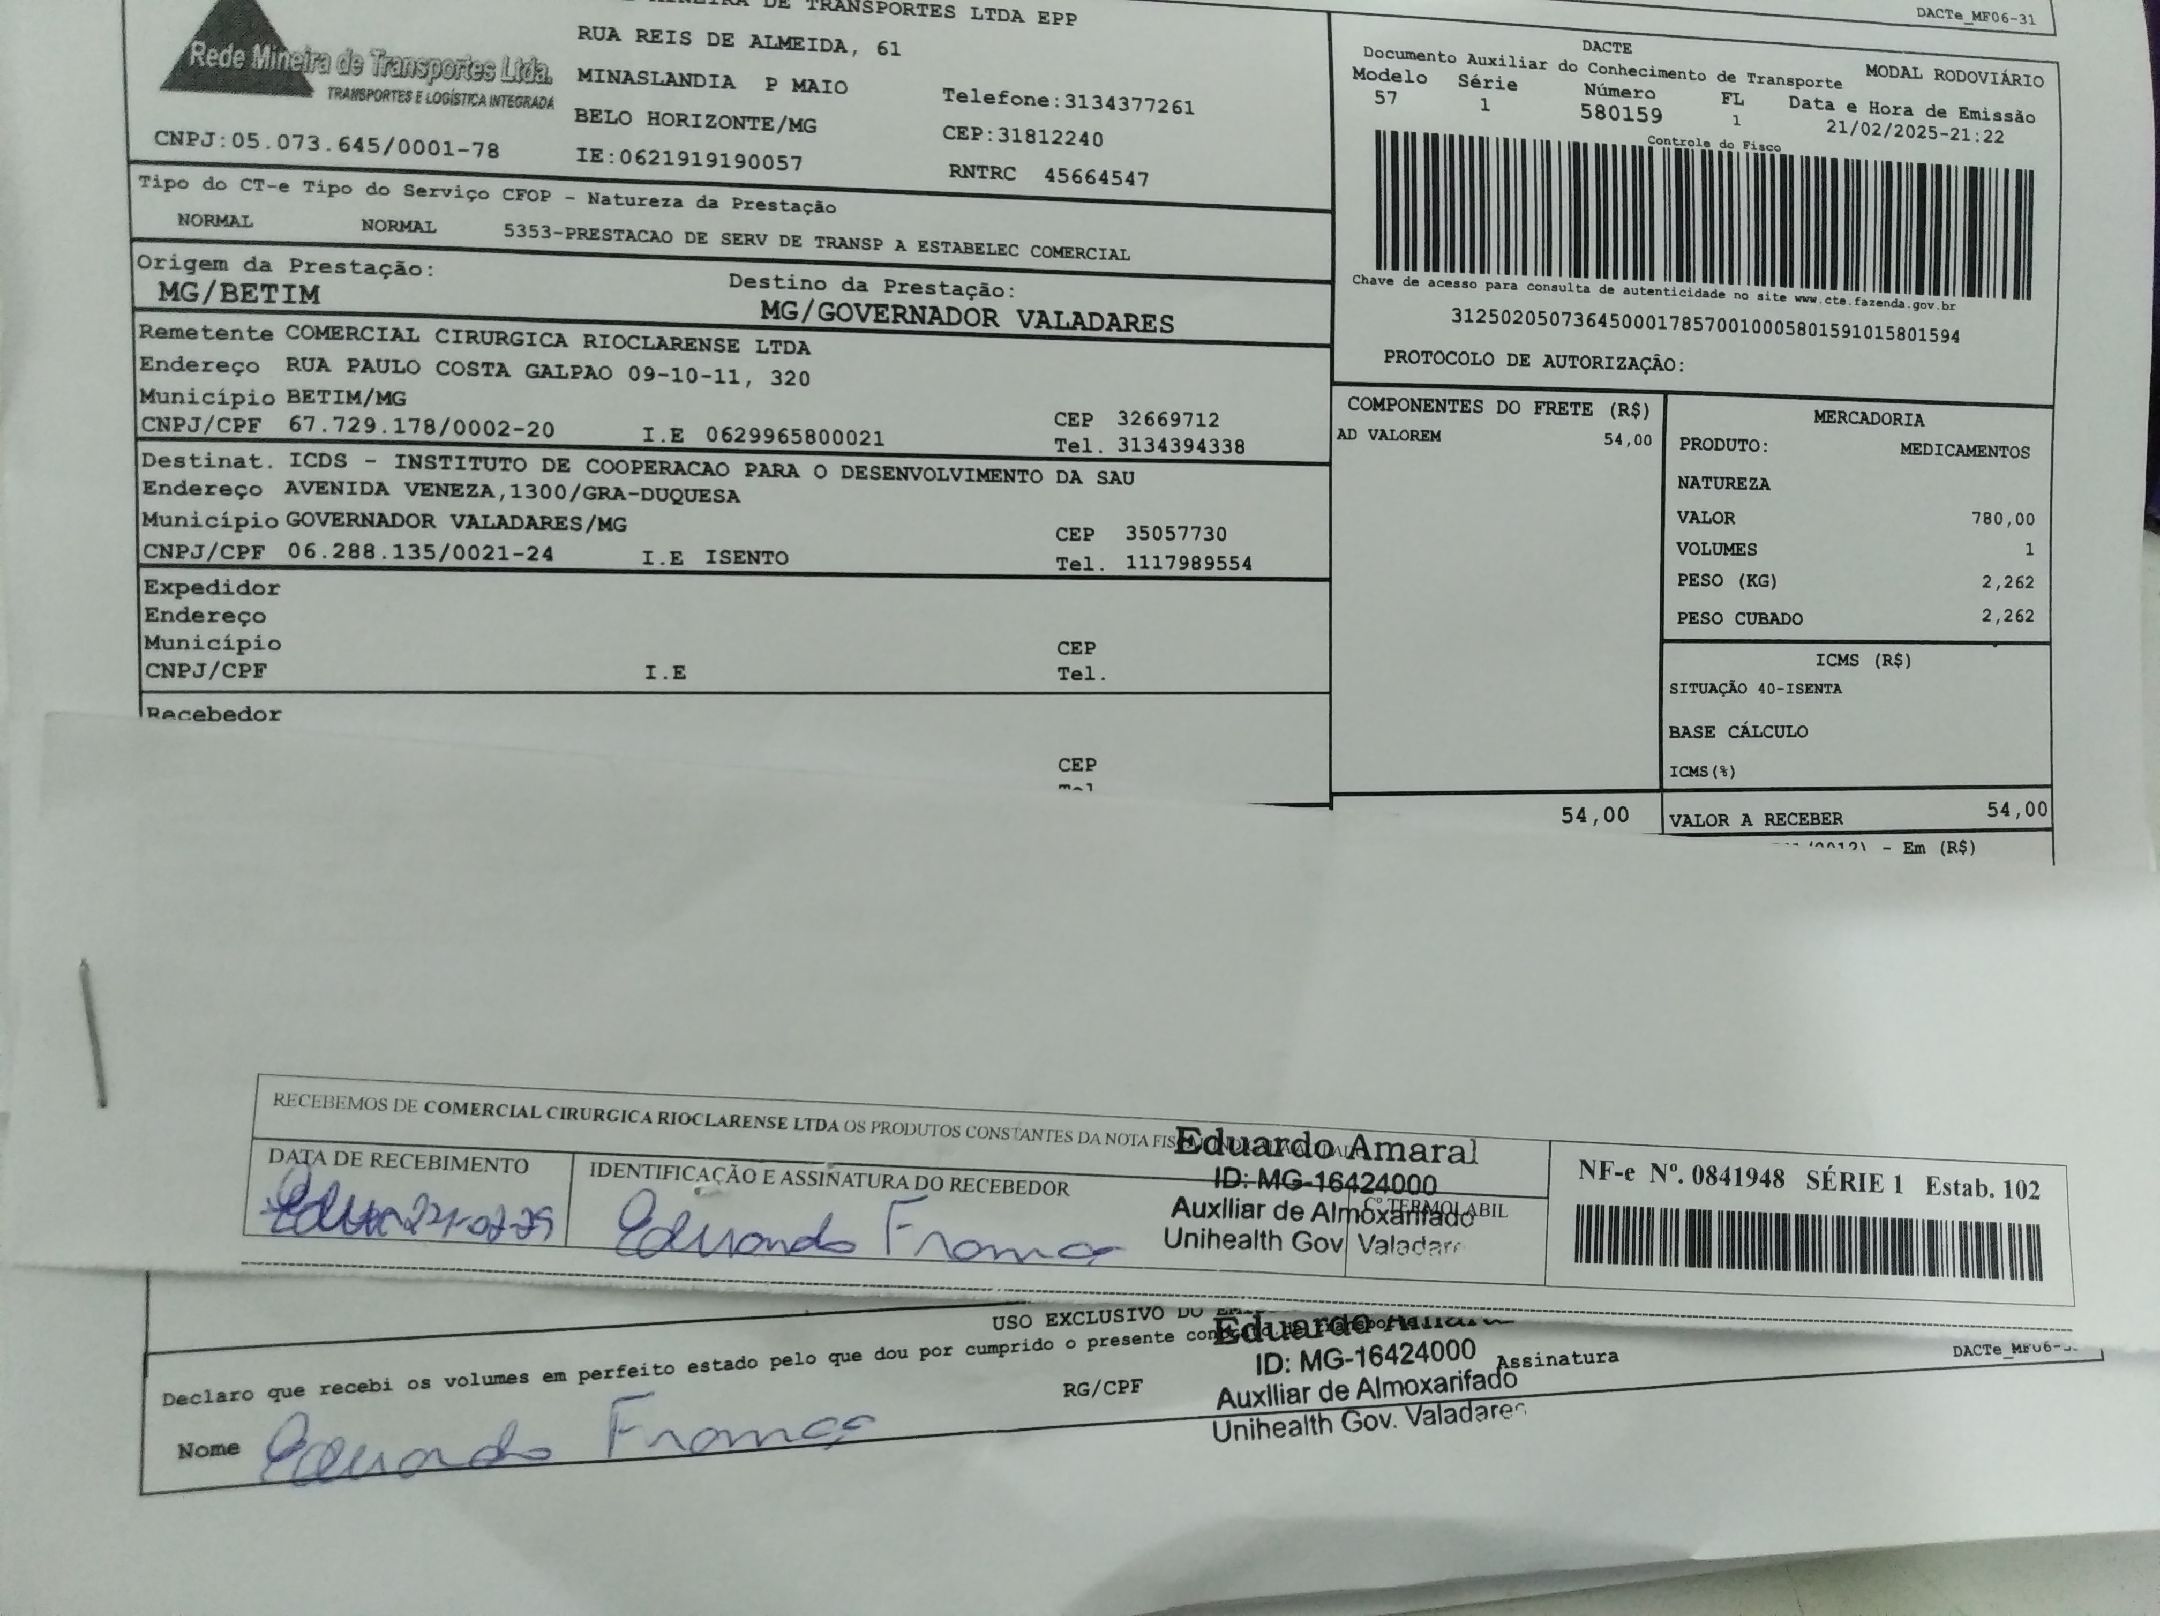 DE TRANSPORTES LTDA EPP
DACTe_MF06-31
Rede Mineira de Transportes Ltda.
TRANSPORTES E LOGÍSTICA INTEGRADA
RUA REIS DE ALMEIDA, 61
MINASLANDIA P MAIO
Telefone:3134377261
BELO HORIZONTE/MG
CEP:31812240
CNPJ:05.073.645/0001-78
IE:0621919190057
RNTRC 45664547
DACTE
Documento Auxiliar do Conhecimento de Transporte
MODAL RODOVIÁRIO
Modelo Série Número FL Data e Hora de Emissão
57 1 580159 1 21/02/2025-21:22
Controle do Fisco
Chave de acesso para consulta de autenticidade no site www.cte.fazenda.gov.br
31250205073645000178570010005801591015801594
PROTOCOLO DE AUTORIZAÇÃO:
Tipo do CT-e Tipo do Serviço CFOP - Natureza da Prestação
NORMAL NORMAL 5353-PRESTACAO DE SERV DE TRANSP A ESTABELEC COMERCIAL
Origem da Prestação:
MG/BETIM
Destino da Prestação:
MG/GOVERNADOR VALADARES
Remetente COMERCIAL CIRURGICA RIOCLARENSE LTDA
Endereço RUA PAULO COSTA GALPAO 09-10-11, 320
Município BETIM/MG
CEP 32669712
CNPJ/CPF 67.729.178/0002-20 I.E 0629965800021
Tel. 3134394338
Destinat. ICDS - INSTITUTO DE COOPERACAO PARA O DESENVOLVIMENTO DA SAU
Endereço AVENIDA VENEZA,1300/GRA-DUQUESA
Município GOVERNADOR VALADARES/MG
CEP 35057730
CNPJ/CPF 06.288.135/0021-24 I.E ISENTO
Tel. 1117989554
Expedidor
Endereço
Município
CEP
CNPJ/CPF I.E
Tel.
Recebedor
CEP
COMPONENTES DO FRETE (R$)
AD VALOREM 54,00
54,00
MERCADORIA
PRODUTO: MEDICAMENTOS
NATUREZA
VALOR 780,00
VOLUMES 1
PESO (KG) 2,262
PESO CUBADO 2,262
ICMS (R$)
SITUAÇÃO 40-ISENTA
BASE CÁLCULO
ICMS(%)
VALOR A RECEBER 54,00
- Em (R$)
RECEBEMOS DE COMERCIAL CIRURGICA RIOCLARENSE LTDA OS PRODUTOS CONSTANTES DA NOTA
DATA DE RECEBIMENTO
IDENTIFICAÇÃO E ASSINATURA DO RECEBEDOR
Cº TERMOLABIL
Eduardo Franca
Eduardo Amaral
ID: MG-16424000
Auxlliar de Almoxarifado
Unihealth Gov Valadare
NF-e Nº. 0841948 SÉRIE 1 Estab. 102
USO EXCLUSIVO DO
Declaro que recebi os volumes em perfeito estado pelo que dou por cumprido o presente
Nome Eduardo Franca
RG/CPF
Assinatura
Eduardo
ID: MG-16424000
Auxlliar de Almoxarifado
Unihealth Gov. Valadares